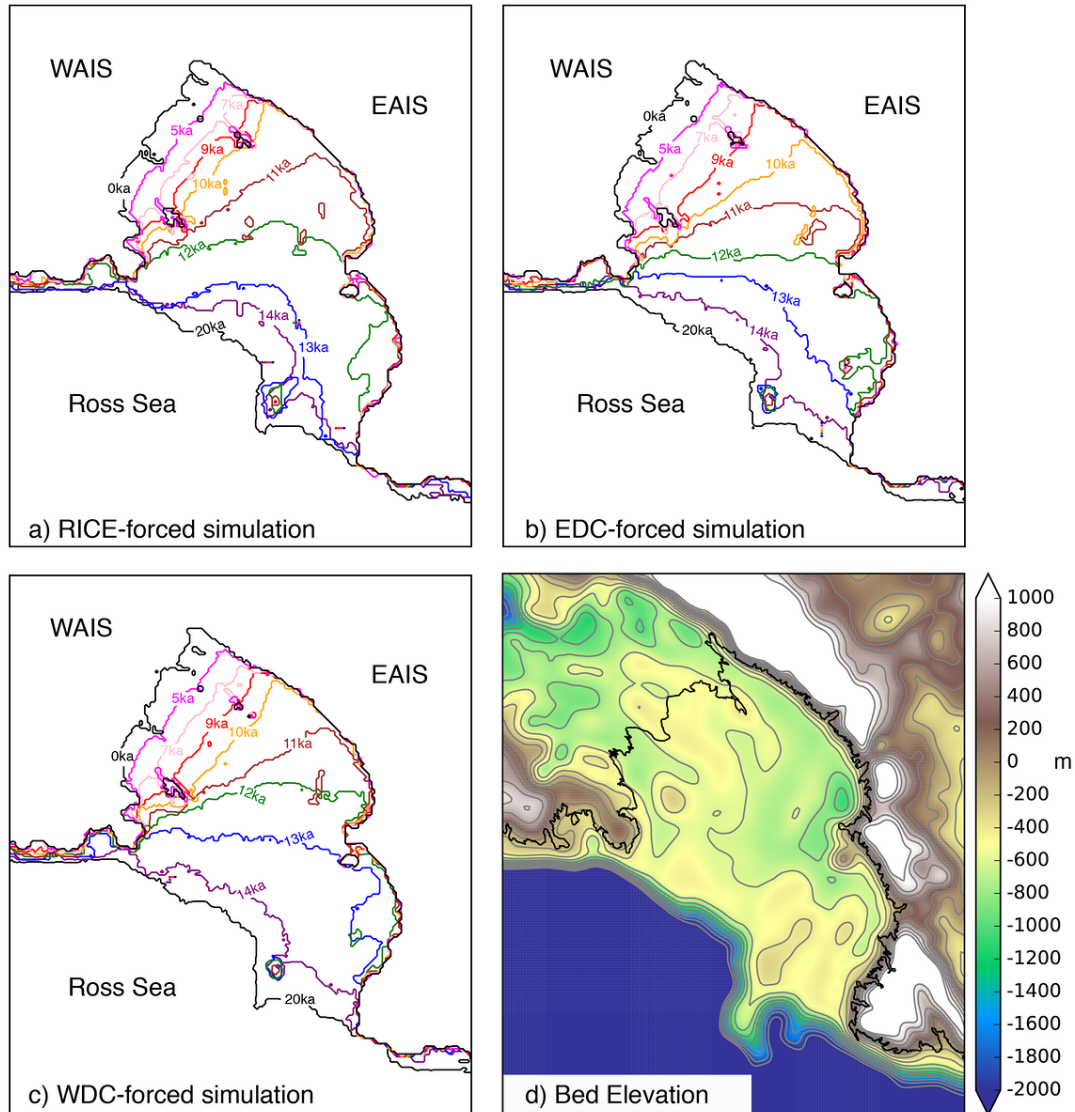 WAIS
EAIS
7ka
5ka
9ka
10ka
0ka
11ka
12ka
14ka
20ka
13ka
Ross Sea
a) RICE-forced simulation
WAIS
EAIS
0ka
7ka
5ka
9ka
10ka
11ka
12ka
13ka
14ka
20ka
Ross Sea
b) EDC-forced simulation
WAIS
EAIS
5ka
9ka
10ka
7ka
11ka
0ka
12ka
13ka
14ka
Ross Sea
20ka
c) WDC-forced simulation
1000
800
600
400
200
0
m
-200
-400
-600
-800
-1000
-1200
-1400
-1600
-1800
-2000
d) Bed Elevation